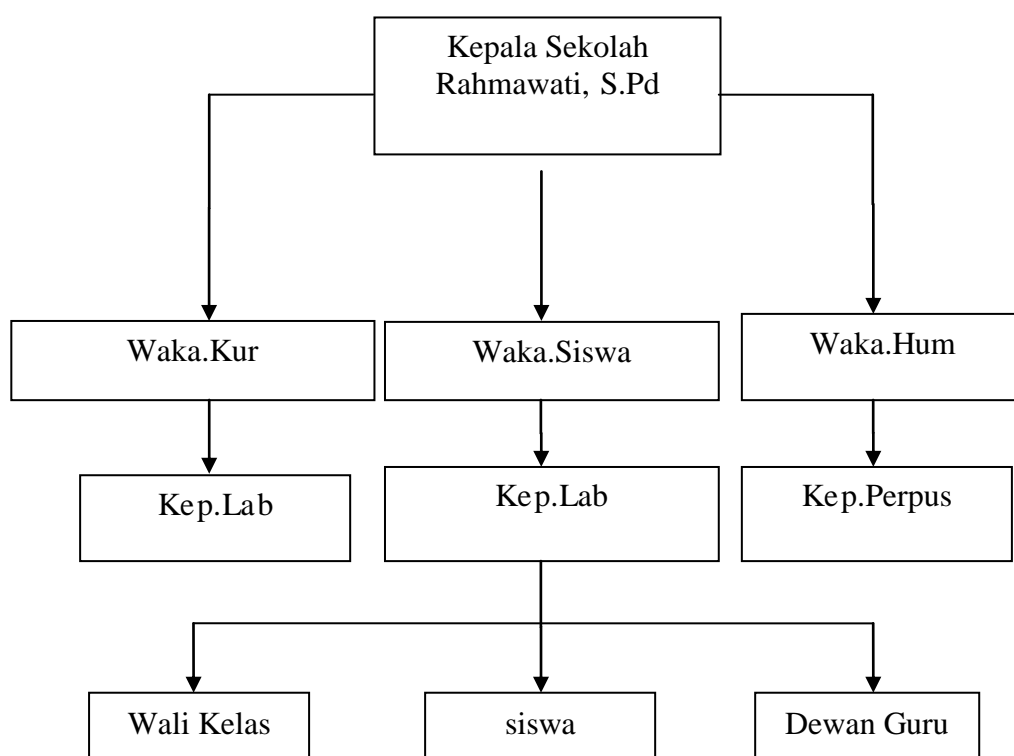 Kepala Sekolah
Rahmawati, S.Pd
Waka.Kur
Waka.Siswa
Waka.Hum
Kep.Lab
Kep.Lab
Kep.Perpus
Wali Kelas
siswa
Dewan Guru